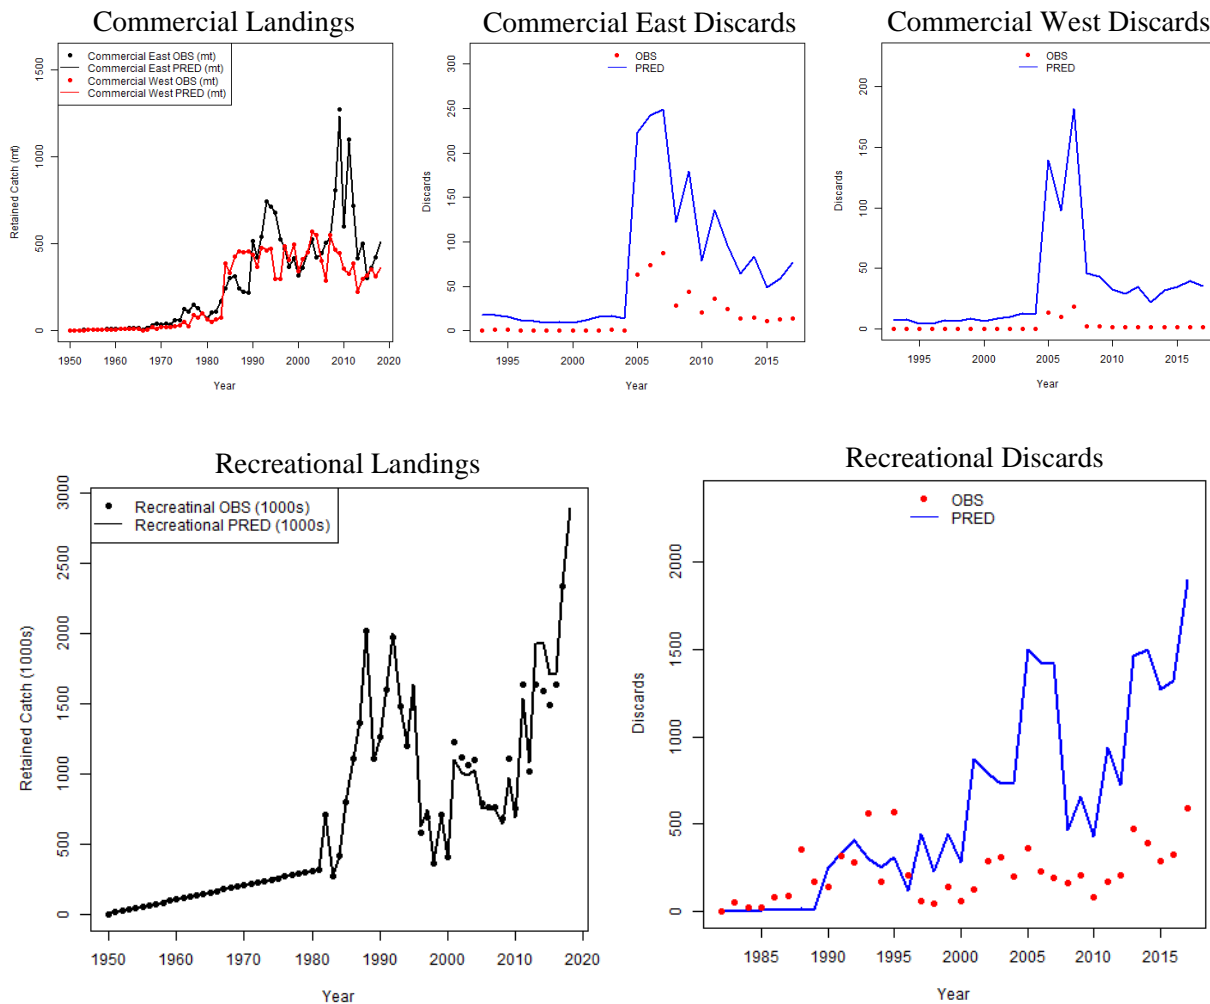 Commercial Landings
Commercial East OBS (mt)
Commercial East PRED (mt)
Commercial West OBS (mt)
Commercial West PRED (mt)
Retained Catch (mt)
0 500 1000 1500
1950 1960 1970 1980 1990 2000 2010 2020
Year
Commercial East Discards
OBS
PRED
Discards
0 50 100 150 200 250 300
1995 2000 2005 2010 2015
Year
Commercial West Discards
OBS
PRED
Discards
0 50 100 150 200
1995 2000 2005 2010 2015
Year
Recreational Landings
Recreatinal OBS (1000s)
Recreational PRED (1000s)
Retained Catch (1000s)
0 500 1000 1500 2000 2500 3000
1950 1960 1970 1980 1990 2000 2010 2020
Year
Recreational Discards
OBS
PRED
Discards
0 500 1000 1500 2000
1985 1990 1995 2000 2005 2010 2015
Year